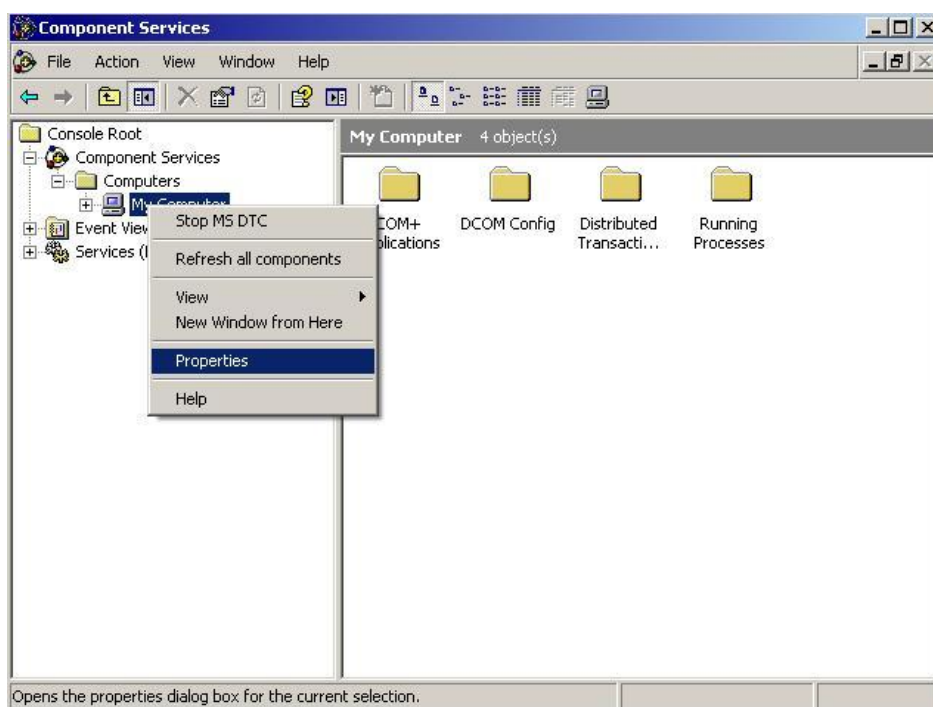 Component Services
File Action View Window Help
Console Root
Component Services
Computers
My Computer
Event View
Services (
Stop MS DTC
Refresh all components
View
New Window from Here
Properties
Help
My Computer 4 object(s)
COM+
plications
DCOM Config
Distributed
Transacti...
Running
Processes
Opens the properties dialog box for the current selection.